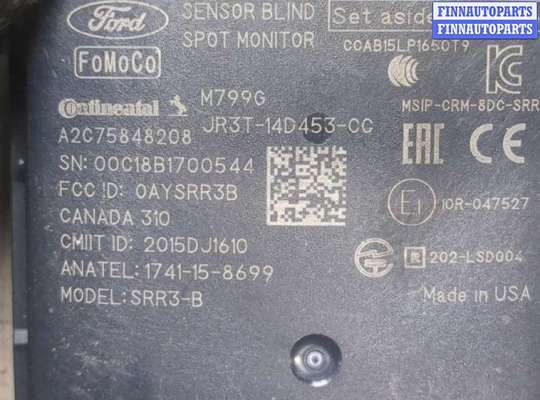 Ford
SENSOR BLIND
SPOT MONITOR
Set aside
FINNAUTOPARTS
FINNAUTOPARTS
FINNAUTOPARTS
CCAB15LP1650T9
FoMoCo
Continental
M799G
MSIP-CRM-8DC-SRR
A2C75848208
JR3T-14D453-CC
EAC CE
SN: 00C18B1700544
FCC ID: OAYSRR3B
E1
10R-047527
CANADA 310
CMIIT ID: 2015DJ1610
R 202-LSD004
ANATEL: 1741-15-8699
Made in USA
MODEL: SRR3-B